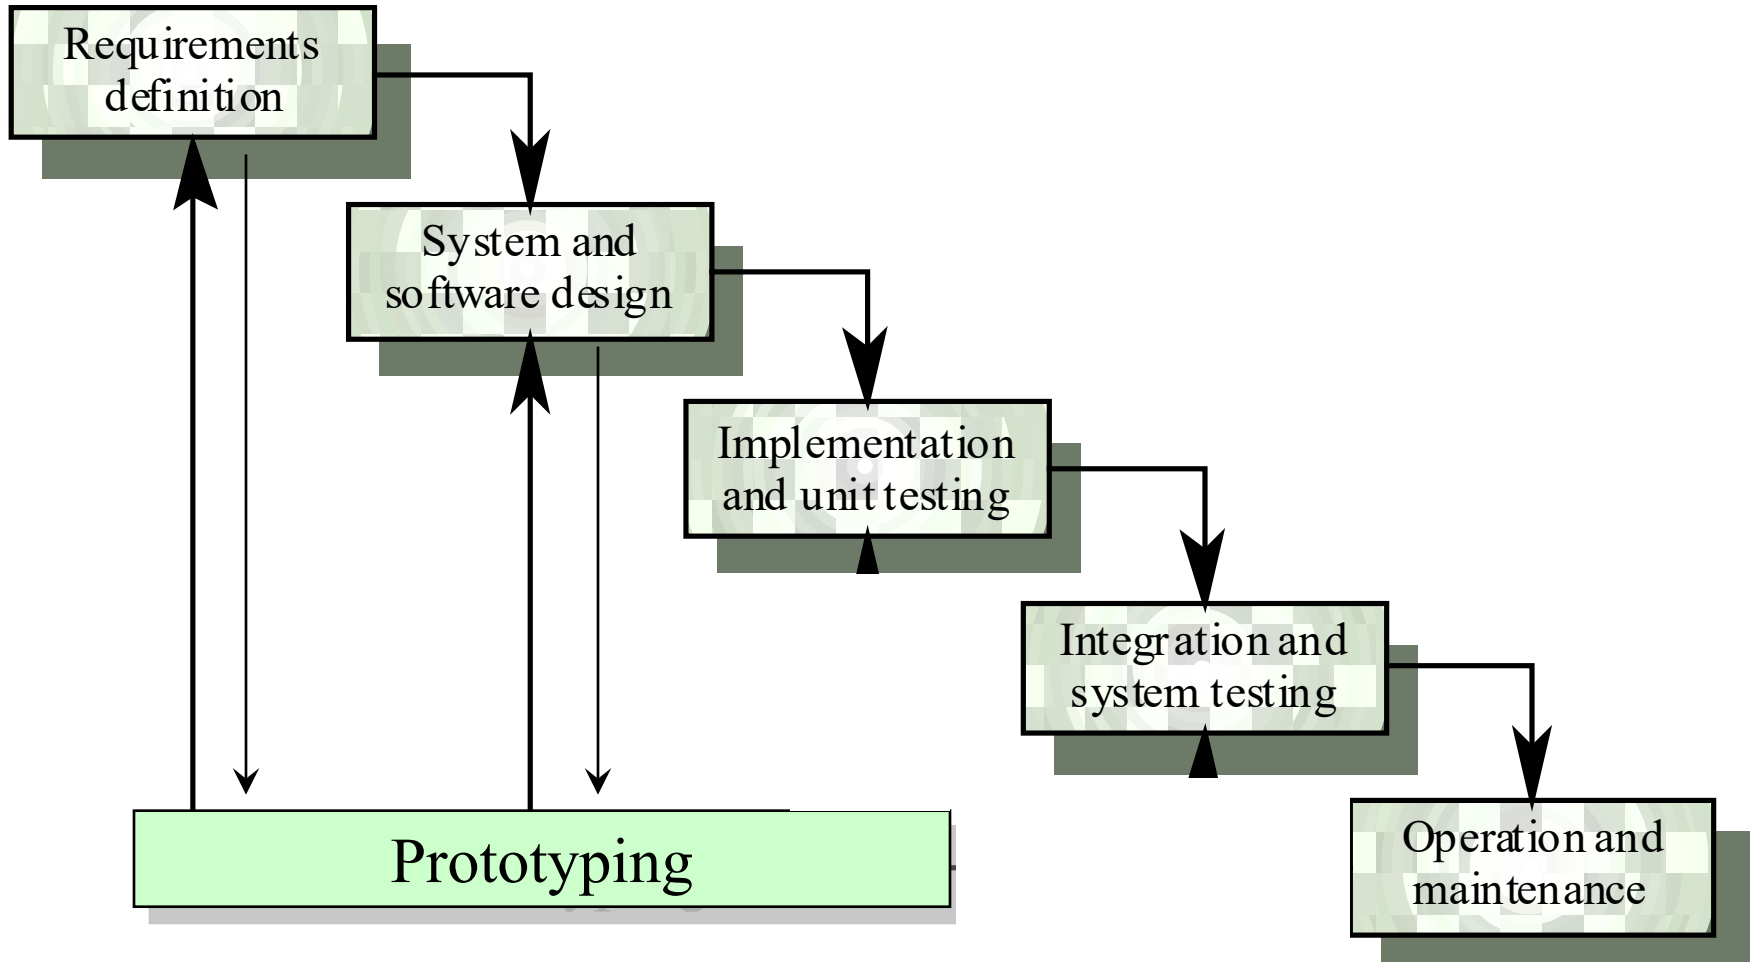 Requirements
definition
System and
software design
Implementation
and unit testing
Integration and
system testing
Operation and
maintenance
Prototyping